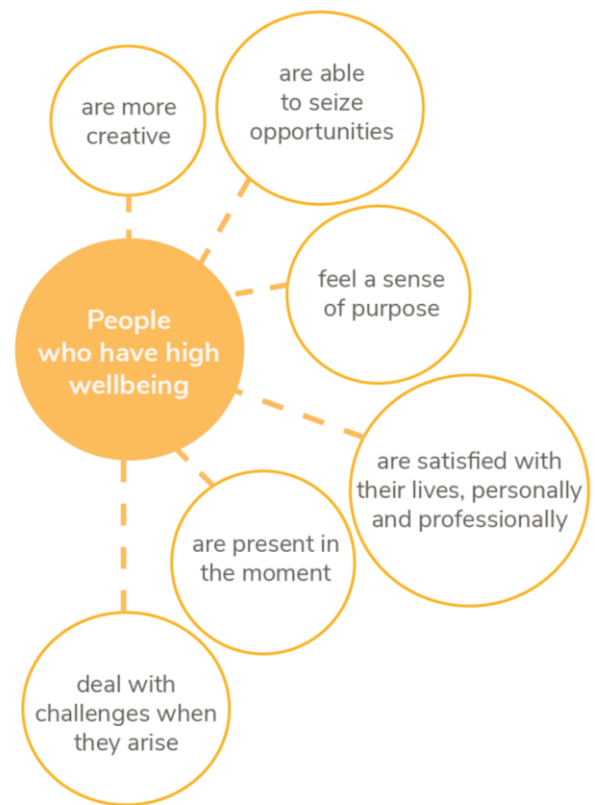 are more
creative
are able
to seize
opportunities
feel a sense
of purpose
People
who have high
wellbeing
are satisfied with
their lives, personally
and professionally
are present in
the moment
deal with
challenges when
they arise